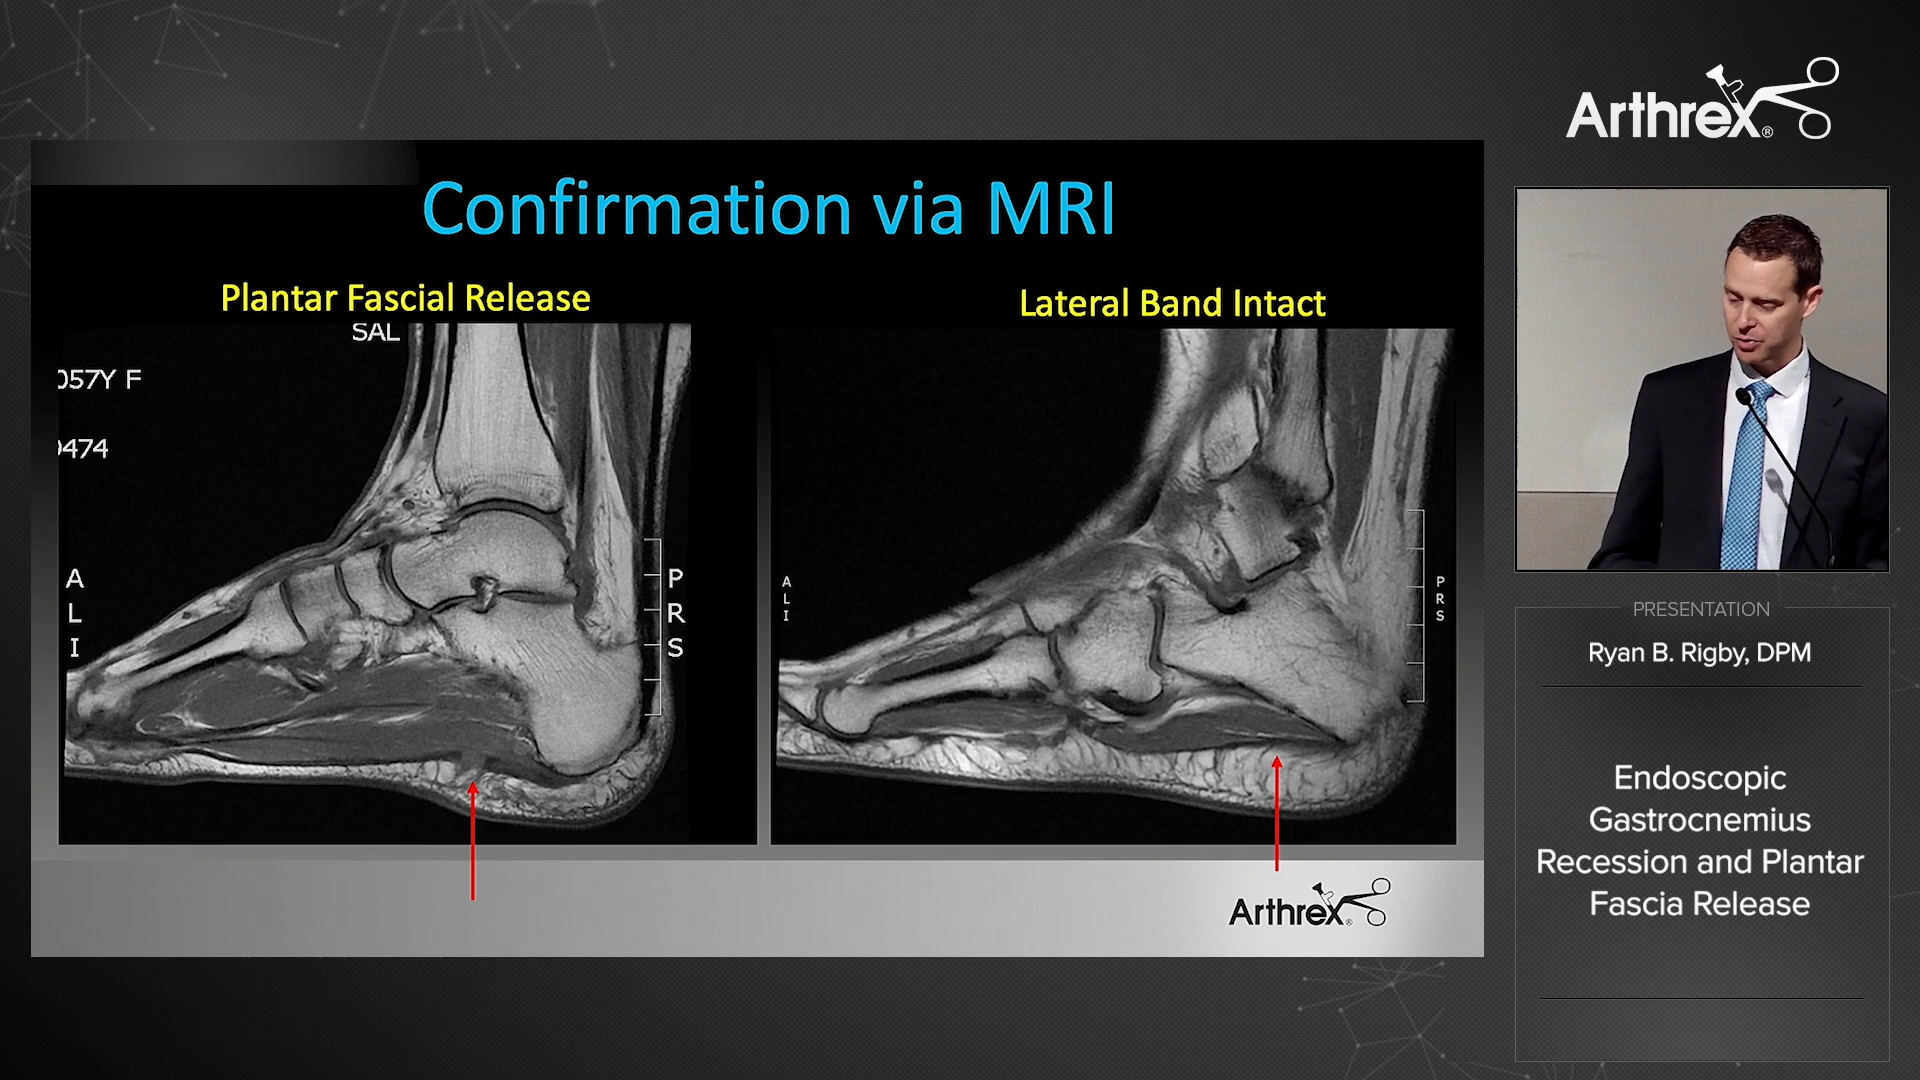 Arthrex®
Confirmation via MRI
Plantar Fascial Release
Lateral Band Intact
SAL
057Y F
0474
A
L
I
P
R
S
A
L
I
P
R
S
Arthrex®
PRESENTATION
Ryan B. Rigby, DPM
Endoscopic
Gastrocnemius
Recession and Plantar
Fascia Release